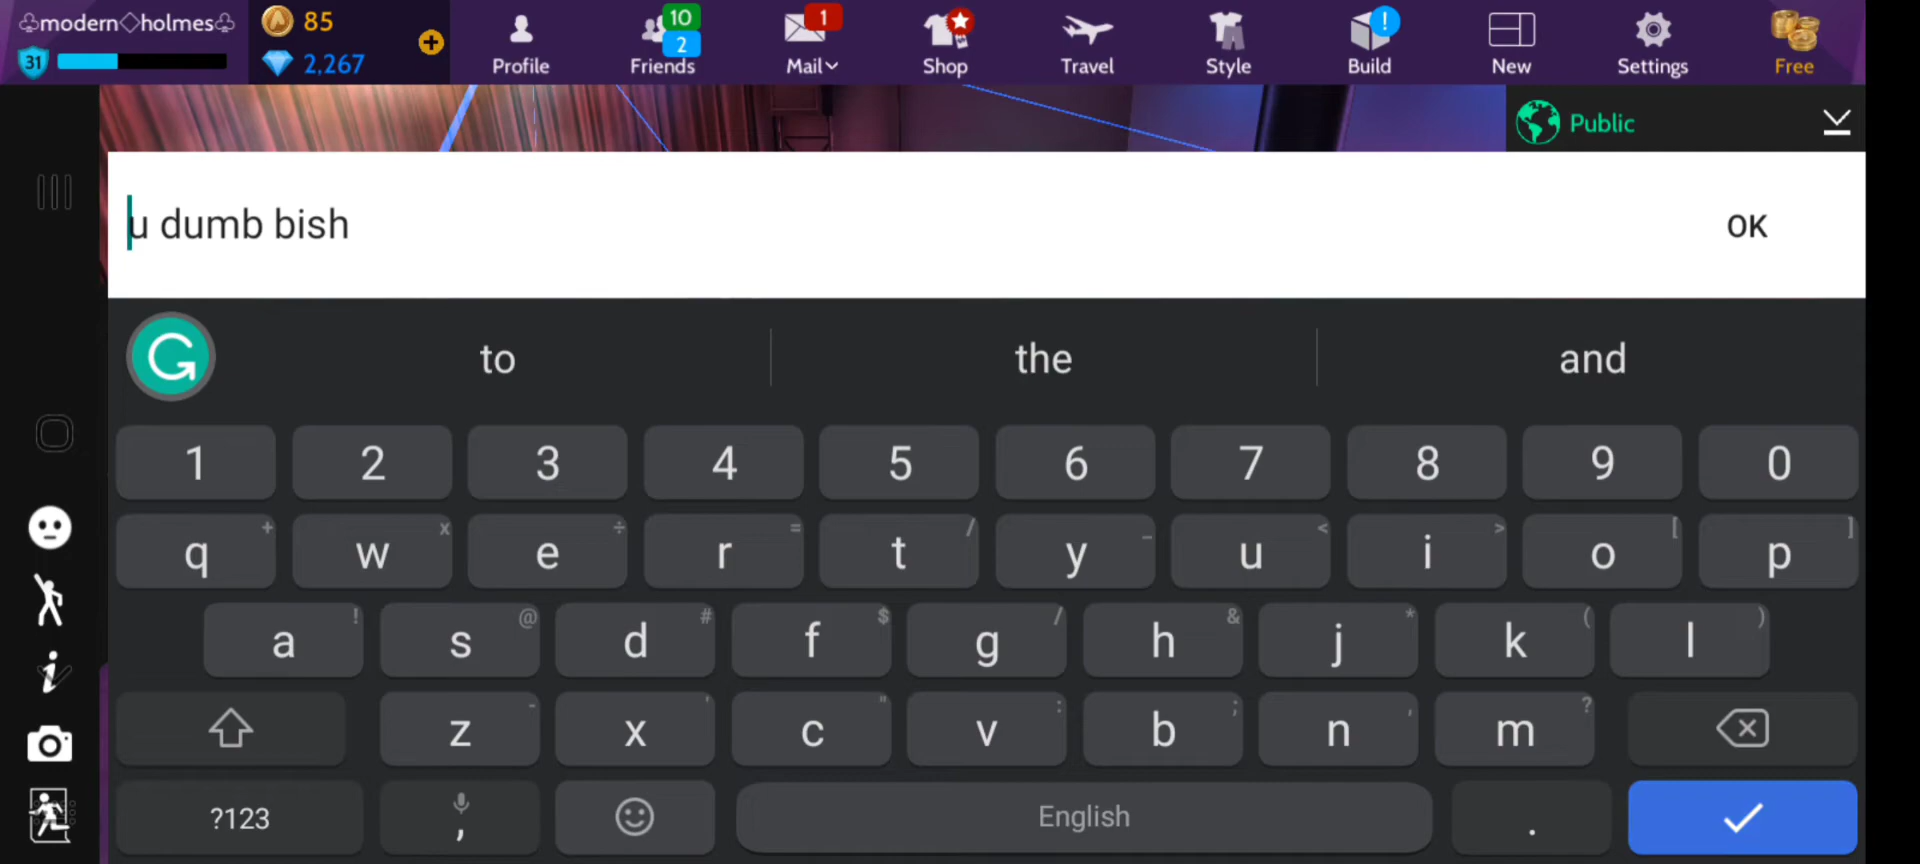 ♧modern◇holmes♧
31
85
2,267
Profile
10
2
Friends
1
Mail
Shop
Travel
Style
!
Build
New
Settings
Free
Public
u dumb bish
OK
to the and
1 2 3 4 5 6 7 8 9 0
+ x ÷ = / _ < > [ ]
q w e r t y u i o p
! @ # $ / & * ( )
a s d f g h j k l
- ' " : ; , ?
z x c v b n m
?123 , English .